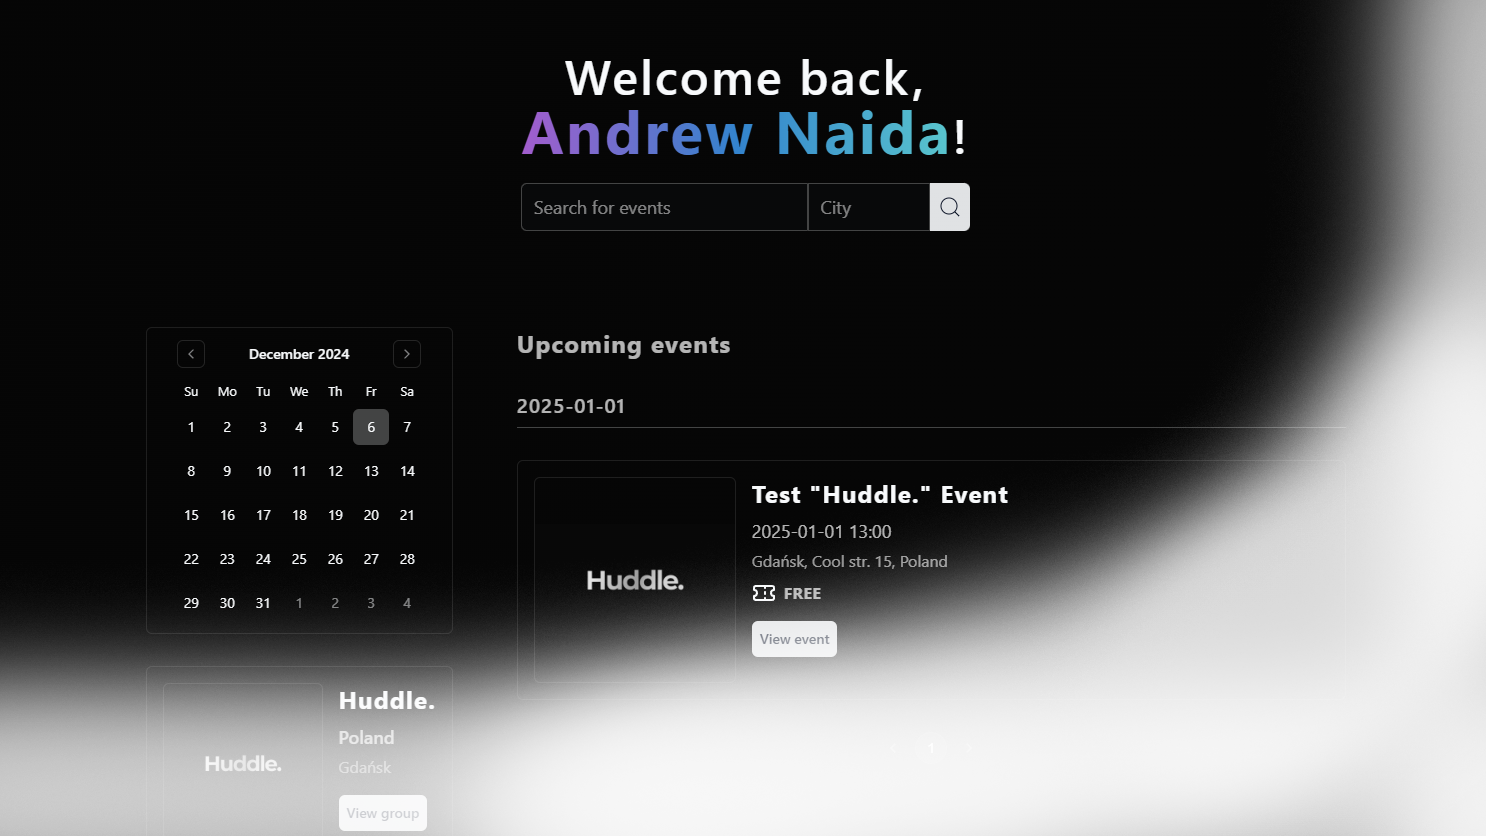 Welcome back,
Andrew Naida!
Search for events
City
December 2024
Su Mo Tu We Th Fr Sa
1 2 3 4 5 6 7
8 9 10 11 12 13 14
15 16 17 18 19 20 21
22 23 24 25 26 27 28
29 30 31 1 2 3 4
Huddle.
Huddle.
Poland
Gdańsk
View group
Upcoming events
2025-01-01
Huddle.
Test "Huddle." Event
2025-01-01 13:00
Gdańsk, Cool str. 15, Poland
FREE
View event
1